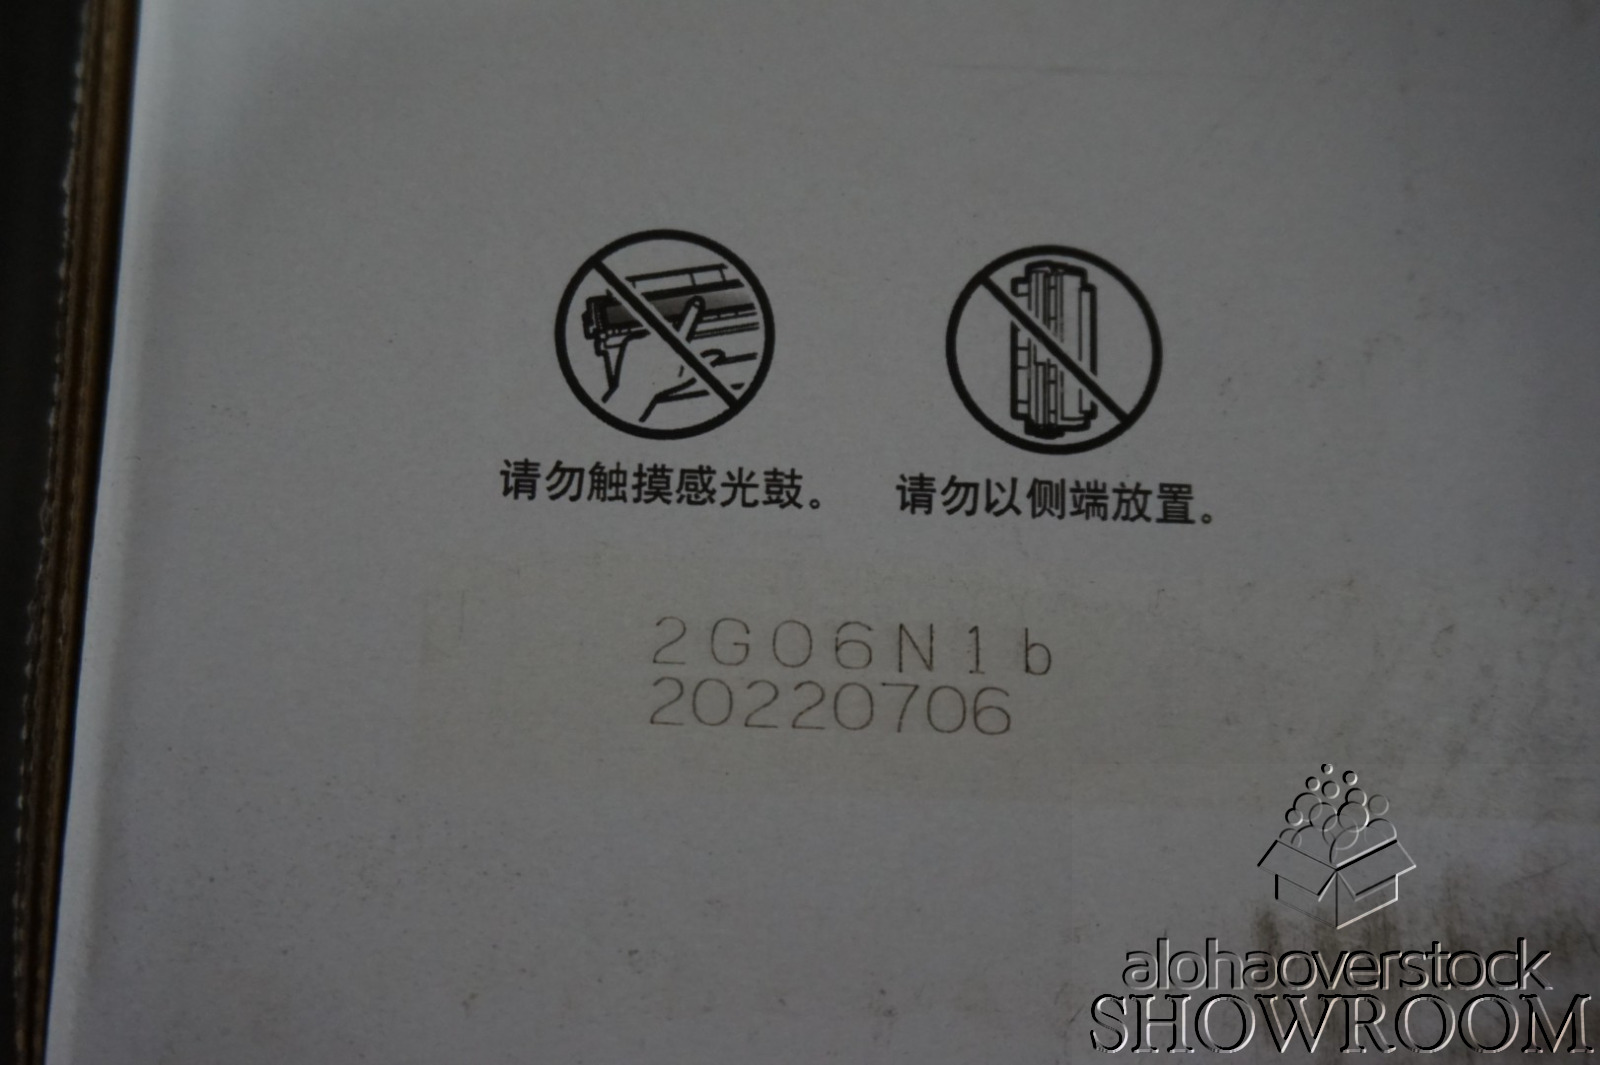 请勿触摸感光鼓。
请勿以侧端放置。
2G06N1b
20220706
alohaoverstock
SHOWROOM